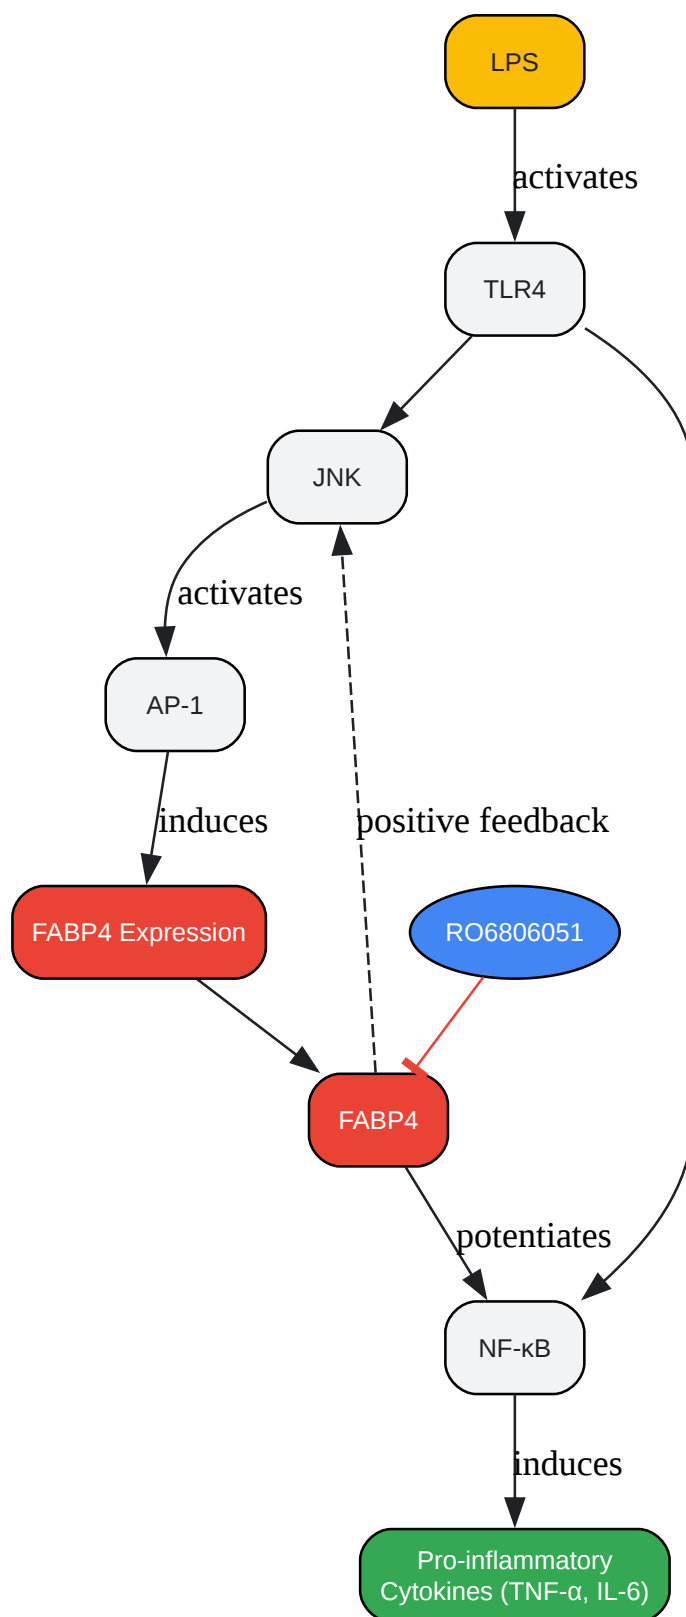 LPS
activates
TLR4
JNK
activates
AP-1
induces
positive feedback
FABP4 Expression
RO6806051
FABP4
potentiates
NF-κB
induces
Pro-inflammatory
Cytokines (TNF-α, IL-6)